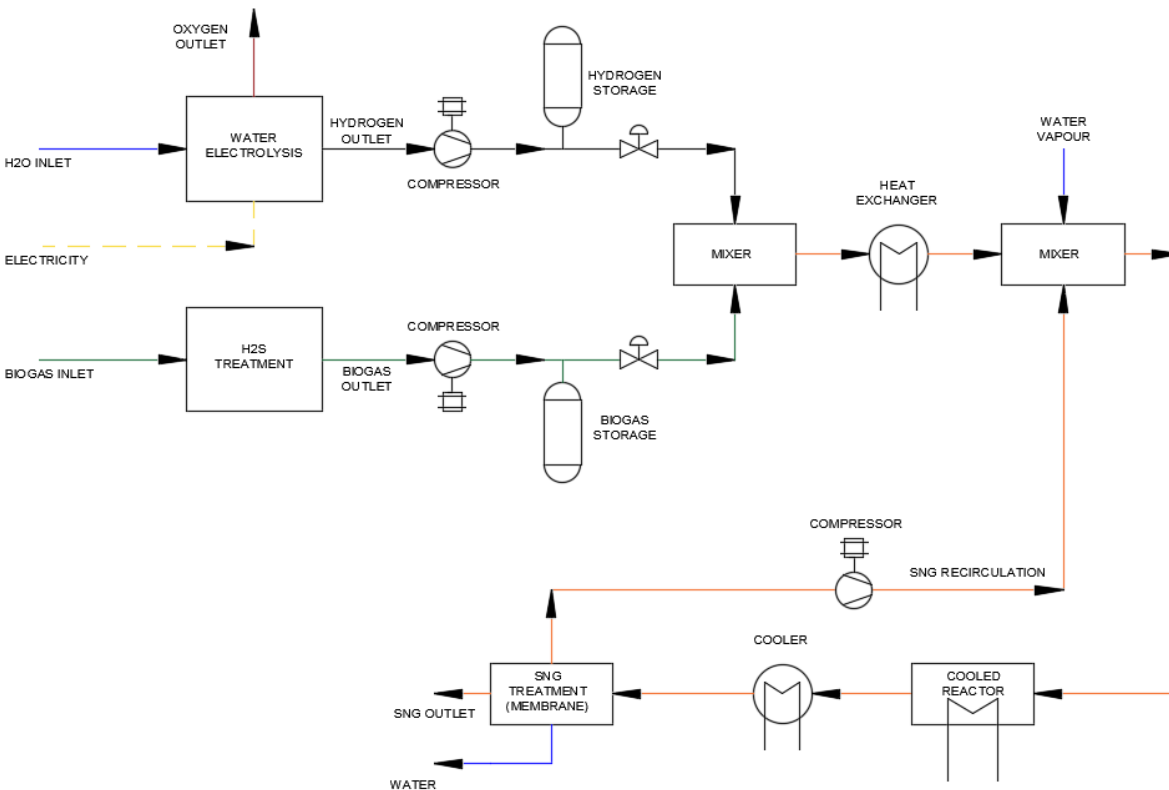 OXYGEN
OUTLET
HYDROGEN
STORAGE
HYDROGEN
OUTLET
WATER
ELECTROLYSIS
WATER
VAPOUR
H2O INLET
COMPRESSOR
HEAT
EXCHANGER
ELECTRICITY
MIXER
MIXER
COMPRESSOR
H2S
TREATMENT
BIOGAS INLET
BIOGAS
OUTLET
BIOGAS
STORAGE
COMPRESSOR
SNG RECIRCULATION
COOLER
SNG
TREATMENT
(MEMBRANE)
COOLED
REACTOR
SNG OUTLET
WATER